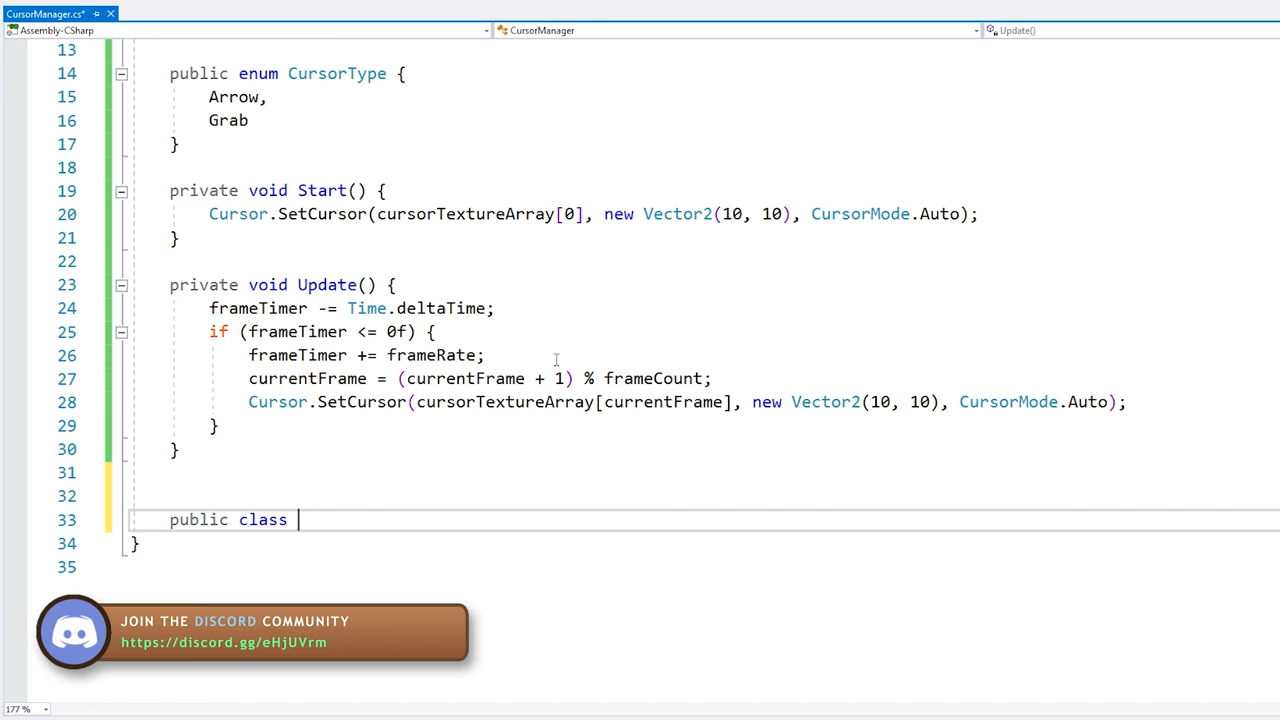 CursorManager.cs*
Assembly-CSharp CursorManager Update()
13
14 public enum CursorType {
15 Arrow,
16 Grab
17 }
18
19 private void Start() {
20 Cursor.SetCursor(cursorTextureArray[0], new Vector2(10, 10), CursorMode.Auto);
21 }
22
23 private void Update() {
24 frameTimer -= Time.deltaTime;
25 if (frameTimer <= 0f) {
26 frameTimer += frameRate;
27 currentFrame = (currentFrame + 1) % frameCount;
28 Cursor.SetCursor(cursorTextureArray[currentFrame], new Vector2(10, 10), CursorMode.Auto);
29 }
30 }
31
32
33 public class
34 }
35
JOIN THE DISCORD COMMUNITY
https://discord.gg/eHjUVrm
177 %